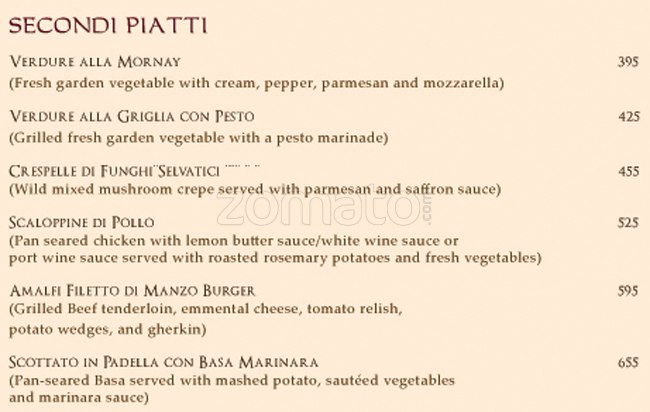 SECONDI PIATTI
VERDURE ALLA MORNAY 395
(Fresh garden vegetable with cream, pepper, parmesan and mozzarella)
VERDURE ALLA GRIGLIA CON PESTO 425
(Grilled fresh garden vegetable with a pesto marinade)
CRESPELLE DI FUNGHI SELVATICI 455
(Wild mixed mushroom crepe served with parmesan and saffron sauce)
zomato.com
SCALOPPINE DI POLLO 525
(Pan seared chicken with lemon butter sauce/white wine sauce or
port wine sauce served with roasted rosemary potatoes and fresh vegetables)
AMALFI FILETTO DI MANZO BURGER 595
(Grilled Beef tenderloin, emmental cheese, tomato relish,
potato wedges, and gherkin)
SCOTTATO IN PADELLA CON BASA MARINARA 655
(Pan-seared Basa served with mashed potato, sautéed vegetables
and marinara sauce)